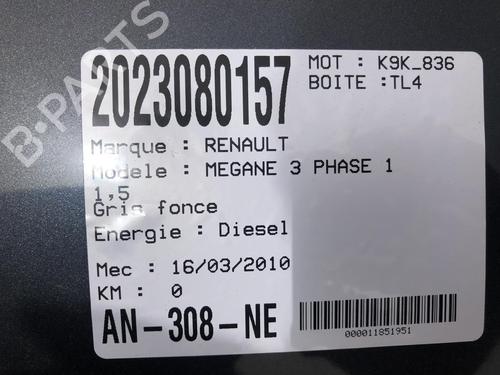 2023080157
MOT : K9K_836
BOITE :TL4
Marque : RENAULT
Modele : MEGANE 3 PHASE 1
1,5
Gris fonce
Energie : Diesel
Mec : 16/03/2010
KM : 0
AN-308-NE
000011851951
B-PARTS